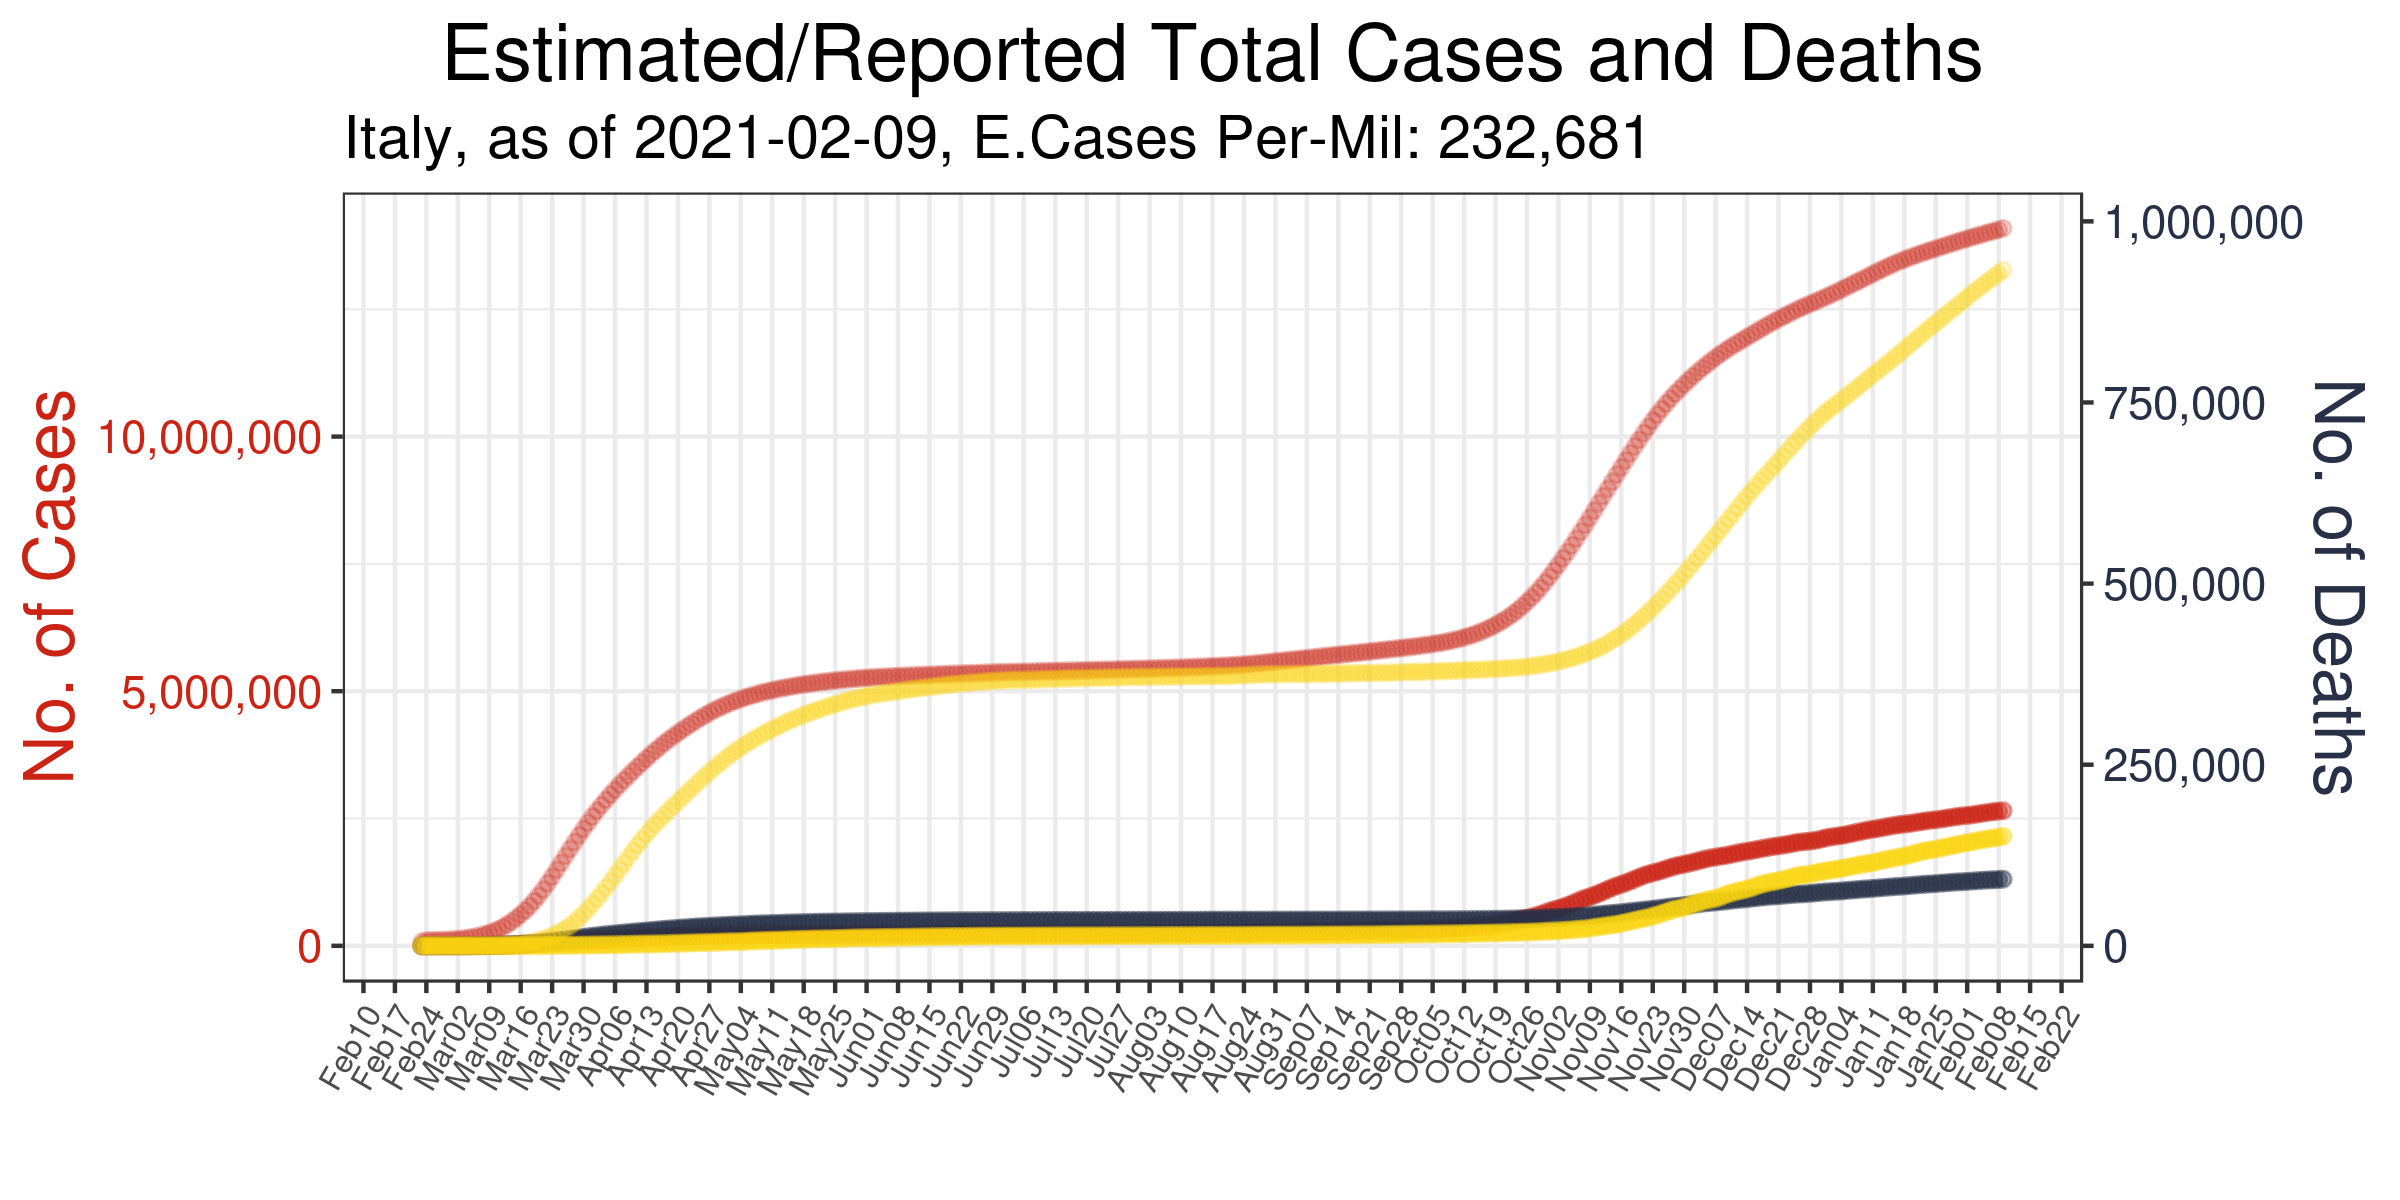 Estimated/Reported Total Cases and Deaths
Italy, as of 2021-02-09, E.Cases Per-Mil: 232,681
No. of Cases
10,000,000
5,000,000
0
1,000,000
750,000
500,000
250,000
0
No. of Deaths
Feb10
Feb17
Feb24
Mar02
Mar09
Mar16
Mar23
Mar30
Apr06
Apr13
Apr20
Apr27
May04
May11
May18
May25
Jun01
Jun08
Jun15
Jun22
Jun29
Jul06
Jul13
Jul20
Jul27
Aug03
Aug10
Aug17
Aug24
Aug31
Sep07
Sep14
Sep21
Sep28
Oct05
Oct12
Oct19
Oct26
Nov02
Nov09
Nov16
Nov23
Nov30
Dec07
Dec14
Dec21
Dec28
Jan04
Jan11
Jan18
Jan25
Feb01
Feb08
Feb15
Feb22